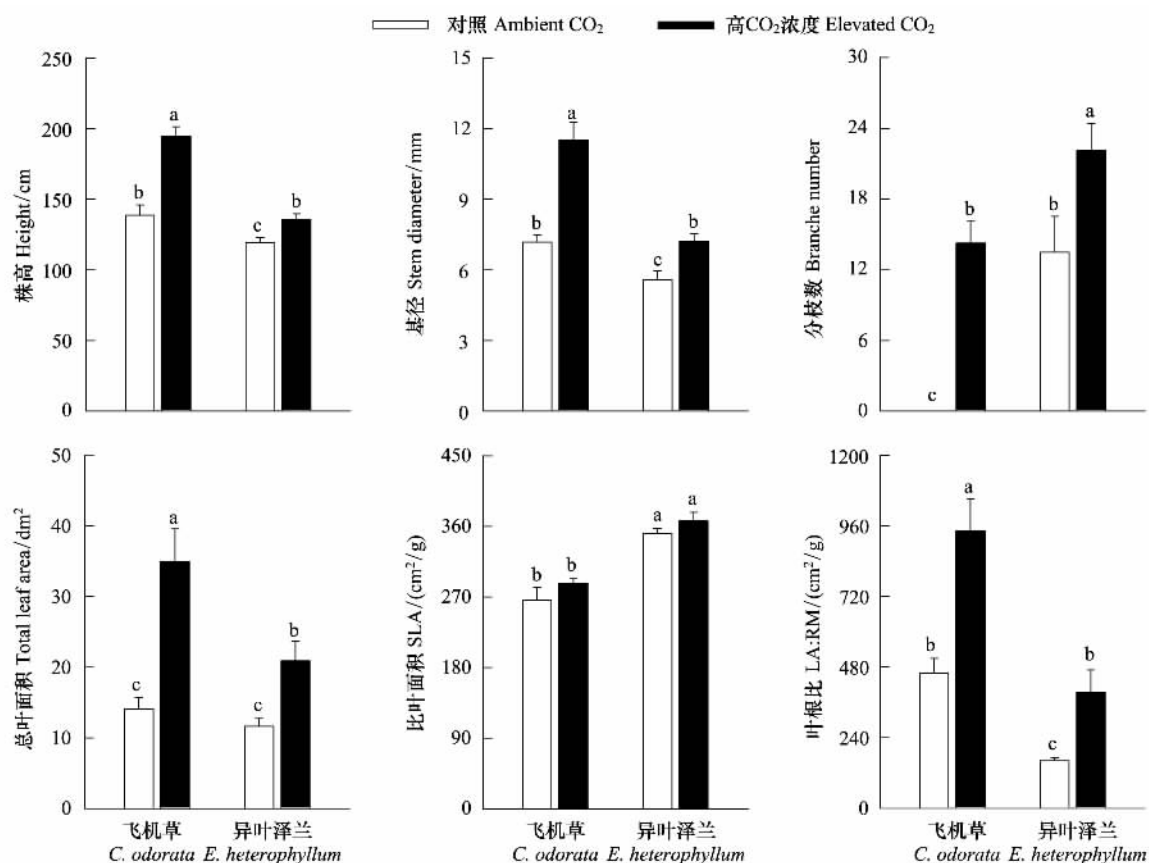 对照 Ambient CO₂
高CO₂浓度 Elevated CO₂
株高 Height/cm
250
200
150
100
50
0
b
a
c
b
基径 Stem diameter/mm
15
12
9
6
3
0
b
a
c
b
分枝数 Branche number
30
24
18
12
6
0
c
b
b
a
总叶面积 Total leaf area/dm²
50
40
30
20
10
0
c
a
c
b
飞机草 异叶泽兰
C. odorata E. heterophyllum
比叶面积 SLA/(cm²/g)
450
360
270
180
90
0
b
b
a
a
飞机草 异叶泽兰
C. odorata E. heterophyllum
叶根比 LA:RM/(cm²/g)
1200
960
720
480
240
0
b
a
c
b
飞机草 异叶泽兰
C. odorata E. heterophyllum